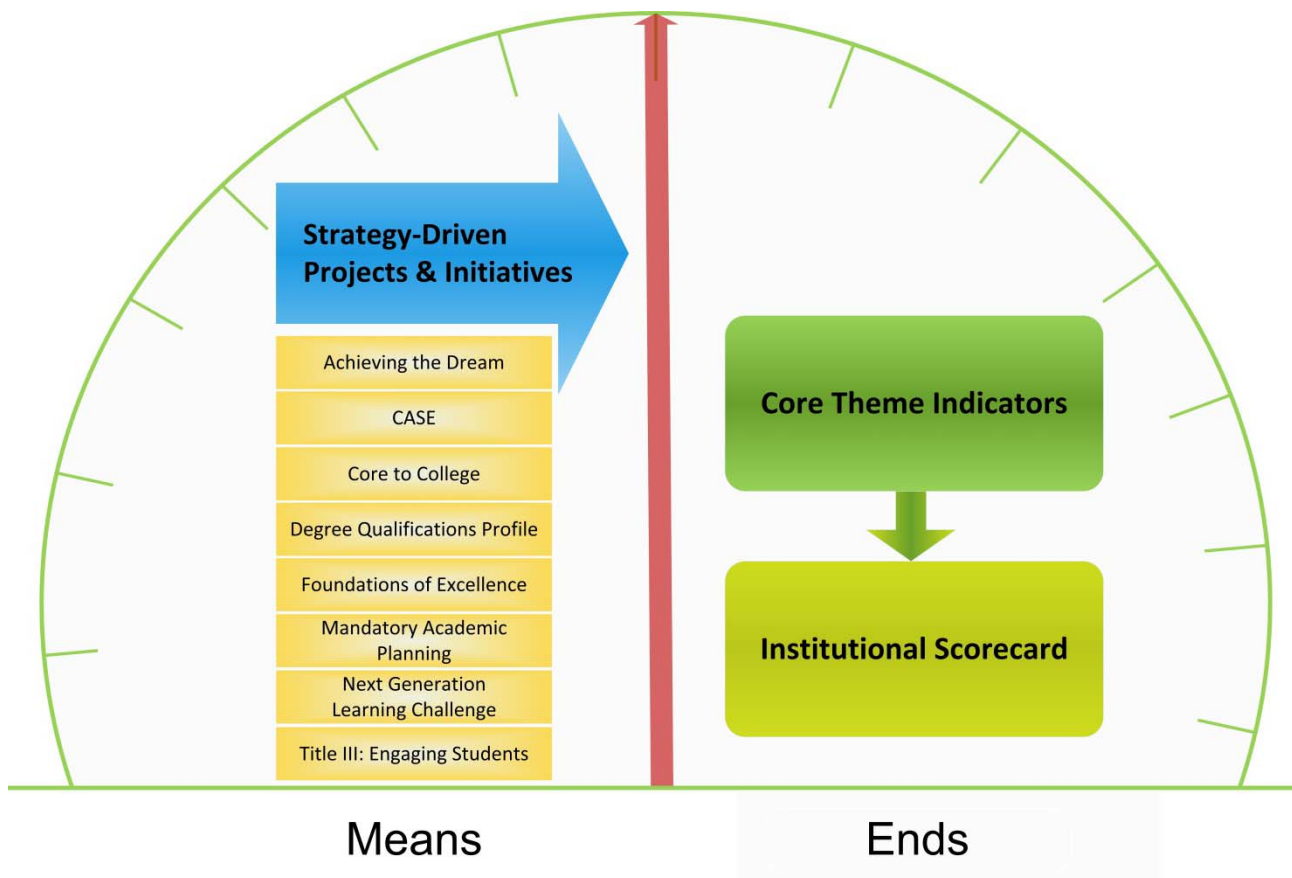 Strategy-Driven
Projects & Initiatives
Achieving the Dream
CASE
Core to College
Degree Qualifications Profile
Foundations of Excellence
Mandatory Academic
Planning
Next Generation
Learning Challenge
Title III: Engaging Students
Core Theme Indicators
Institutional Scorecard
Means
Ends